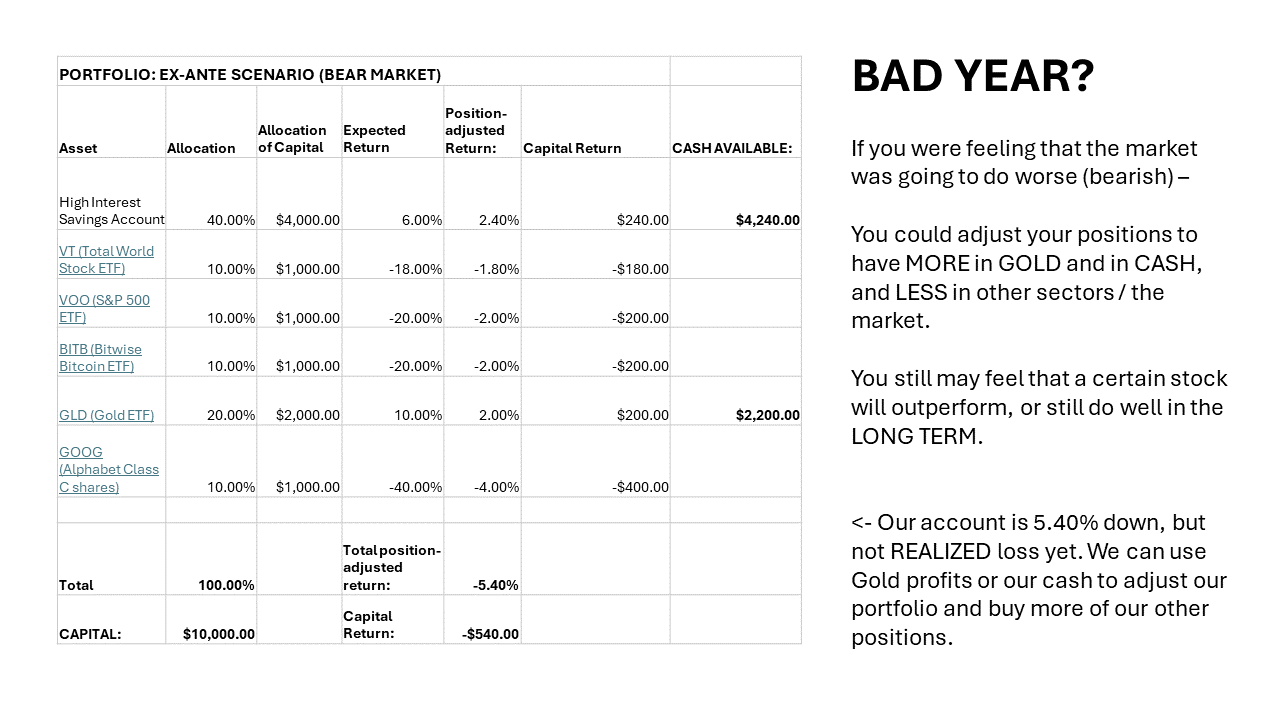 PORTFOLIO: EX-ANTE SCENARIO (BEAR MARKET)
Asset Allocation Allocation of Capital Expected Return Position-adjusted Return: Capital Return CASH AVAILABLE:
High Interest Savings Account 40.00% $4,000.00 6.00% 2.40% $240.00 $4,240.00
VT (Total World Stock ETF) 10.00% $1,000.00 -18.00% -1.80% -$180.00
VOO (S&P 500 ETF) 10.00% $1,000.00 -20.00% -2.00% -$200.00
BITB (Bitwise Bitcoin ETF) 10.00% $1,000.00 -20.00% -2.00% -$200.00
GLD (Gold ETF) 20.00% $2,000.00 10.00% 2.00% $200.00 $2,200.00
GOOG (Alphabet Class C shares) 10.00% $1,000.00 -40.00% -4.00% -$400.00
Total 100.00% Total position-adjusted return: -5.40%
CAPITAL: $10,000.00 Capital Return: -$540.00
BAD YEAR?
If you were feeling that the market
was going to do worse (bearish) –
You could adjust your positions to
have MORE in GOLD and in CASH,
and LESS in other sectors / the
market.
You still may feel that a certain stock
will outperform, or still do well in the
LONG TERM.
<- Our account is 5.40% down, but
not REALIZED loss yet. We can use
Gold profits or our cash to adjust our
portfolio and buy more of our other
positions.